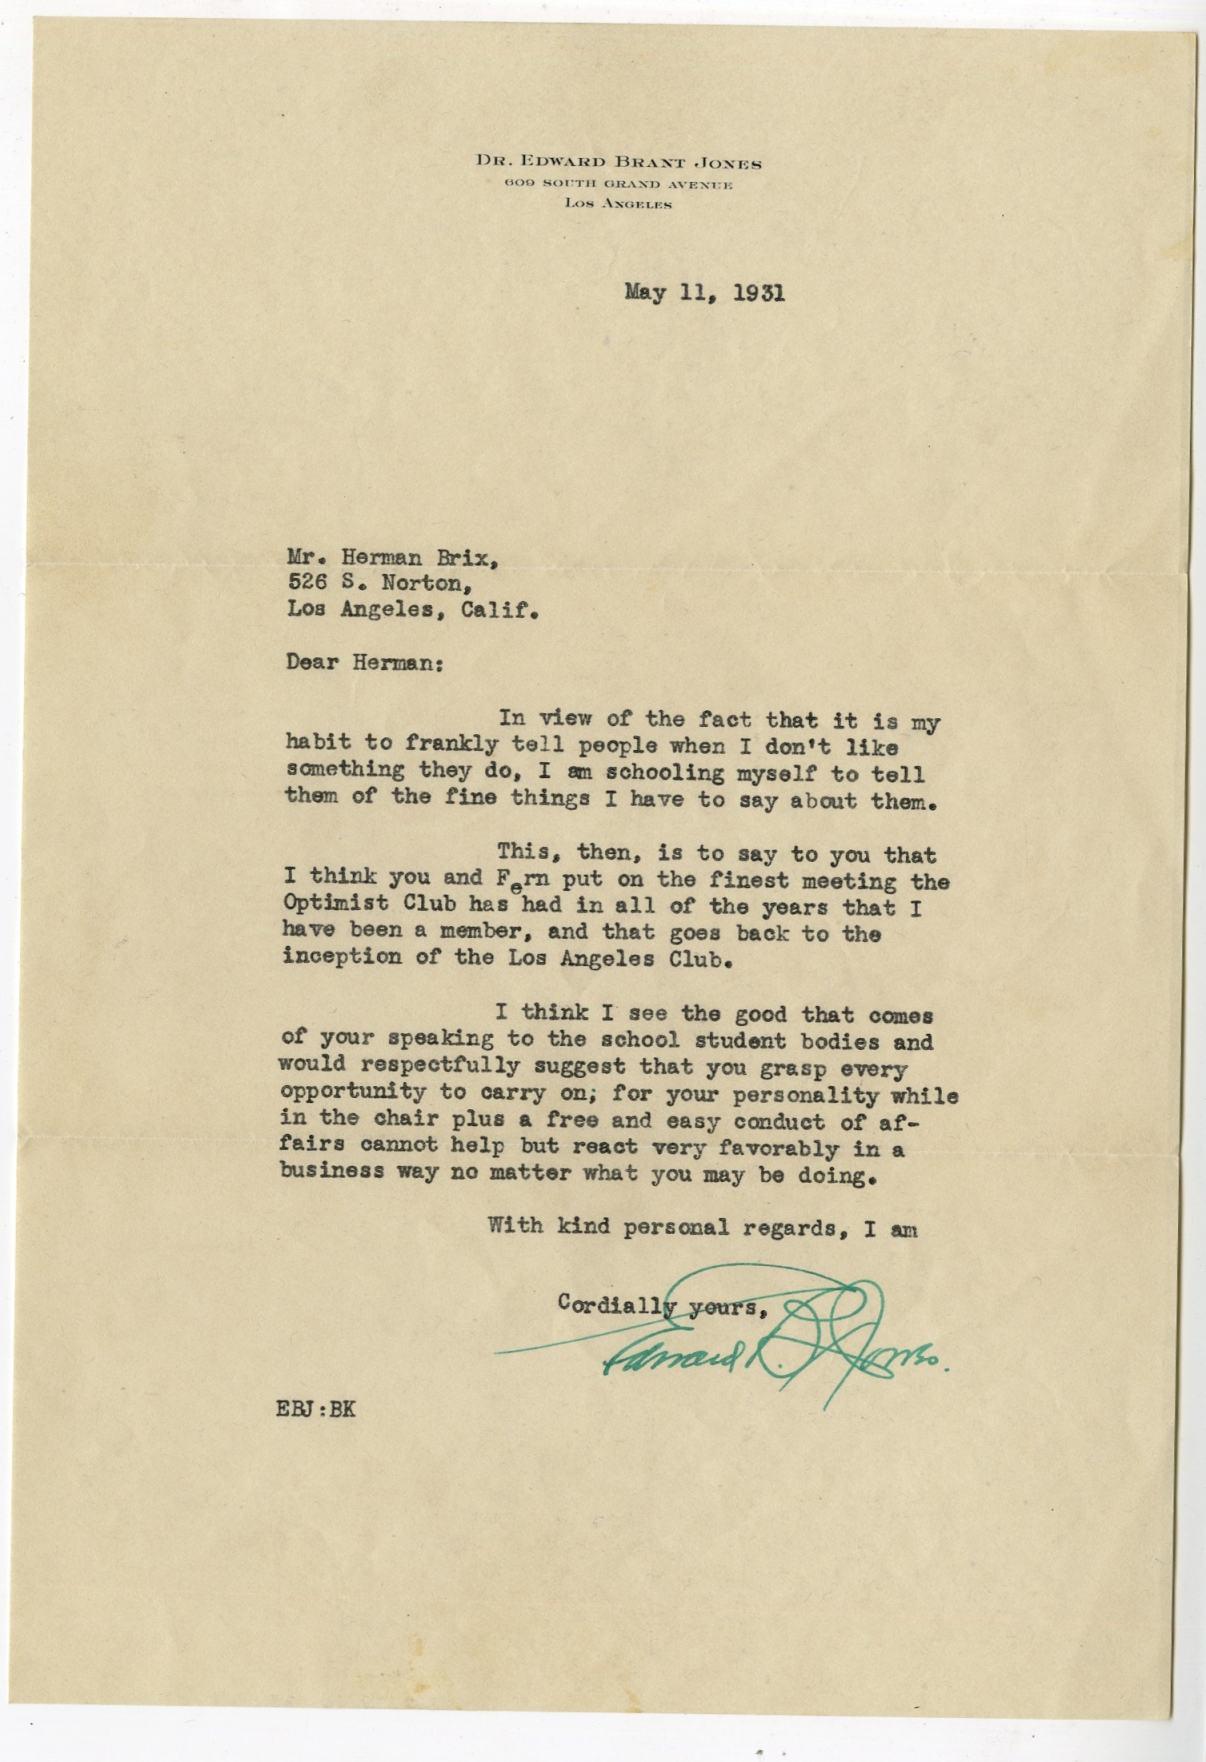 Dr. Edward Brant Jones
609 South Grand Avenue
Los Angeles
May 11, 1931
Mr. Herman Brix,
526 S. Norton,
Los Angeles, Calif.
Dear Herman:
In view of the fact that it is my
habit to frankly tell people when I don't like
something they do, I am schooling myself to tell
them of the fine things I have to say about them.
This, then, is to say to you that
I think you and Fern put on the finest meeting the
Optimist Club has had in all of the years that I
have been a member, and that goes back to the
inception of the Los Angeles Club.
I think I see the good that comes
of your speaking to the school student bodies and
would respectfully suggest that you grasp every
opportunity to carry on; for your personality while
in the chair plus a free and easy conduct of af-
fairs cannot help but react very favorably in a
business way no matter what you may be doing.
With kind personal regards, I am
Cordially yours,
Edward B. Jones.
EBJ:BK